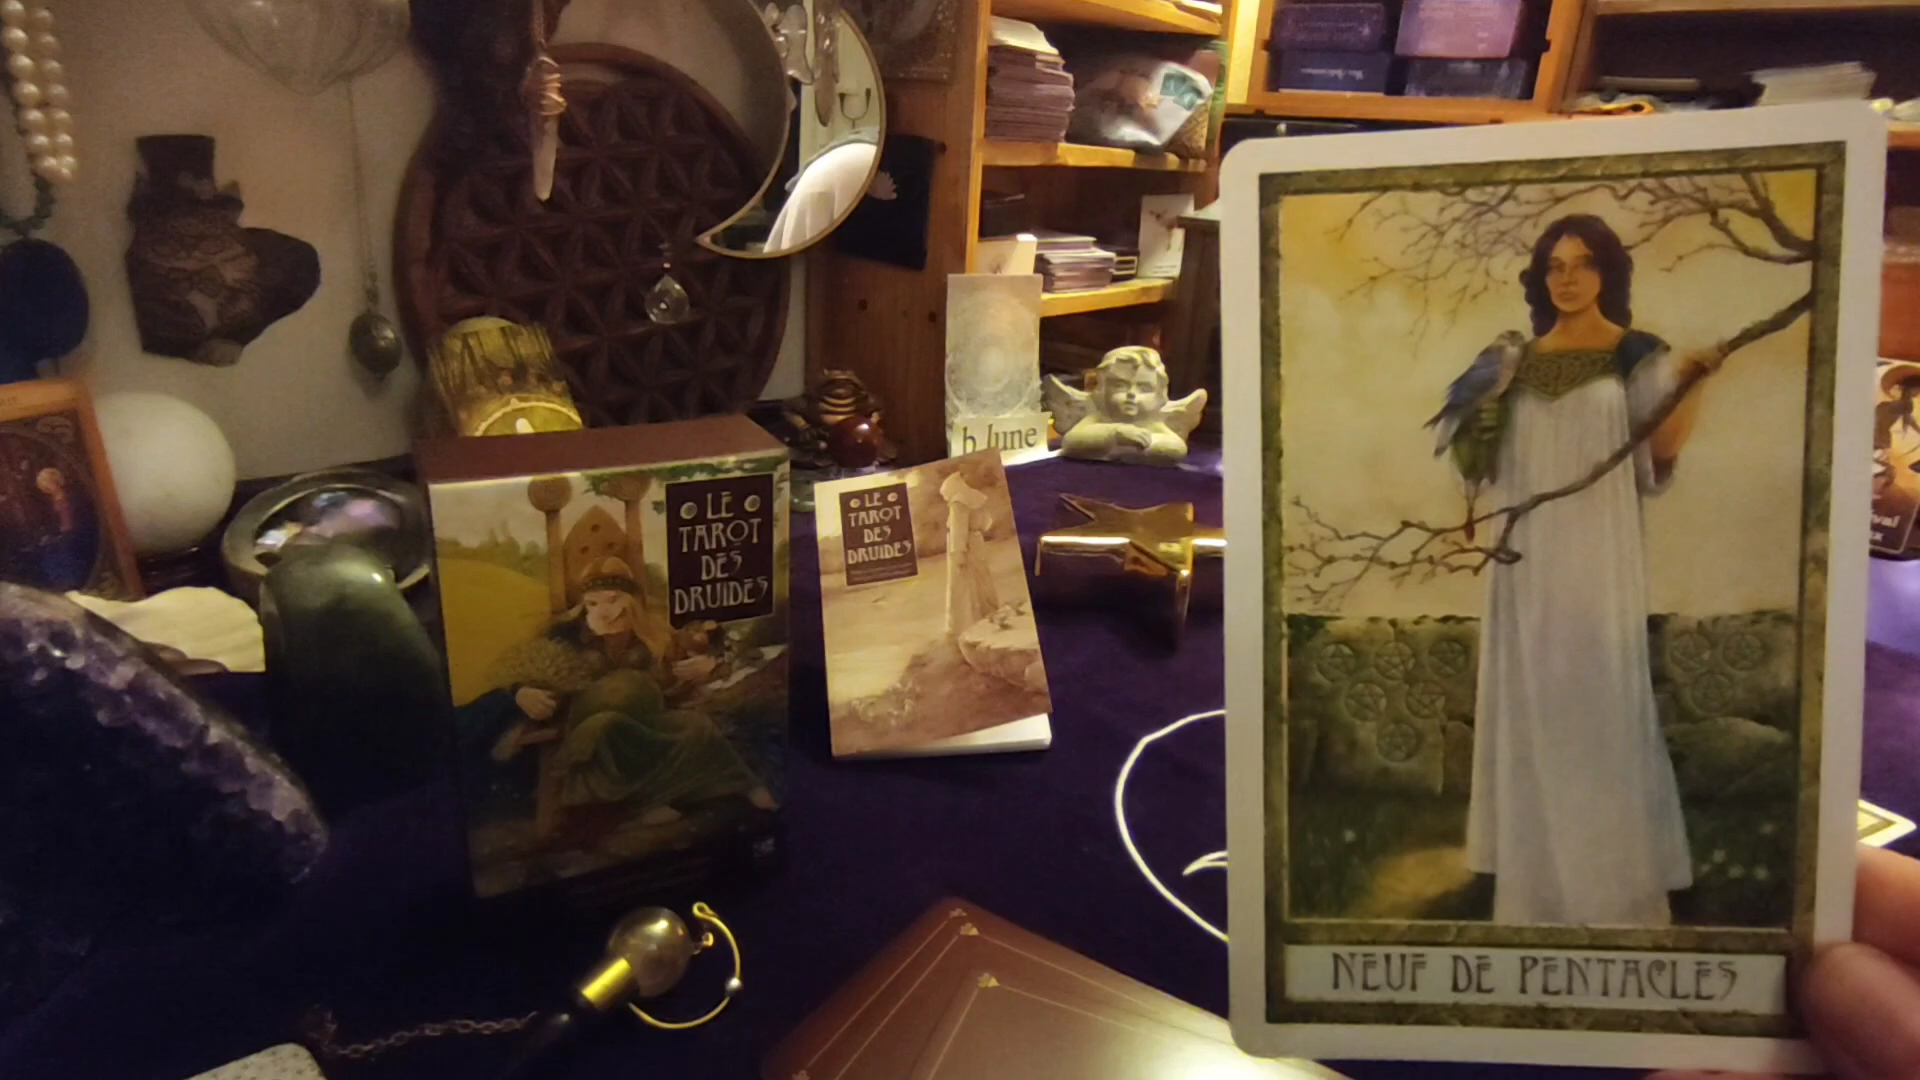 LE
TAROT
DES
DRUIDES
LE
TAROT
DES
DRUIDES
b lune
NEUF DE PENTACLES